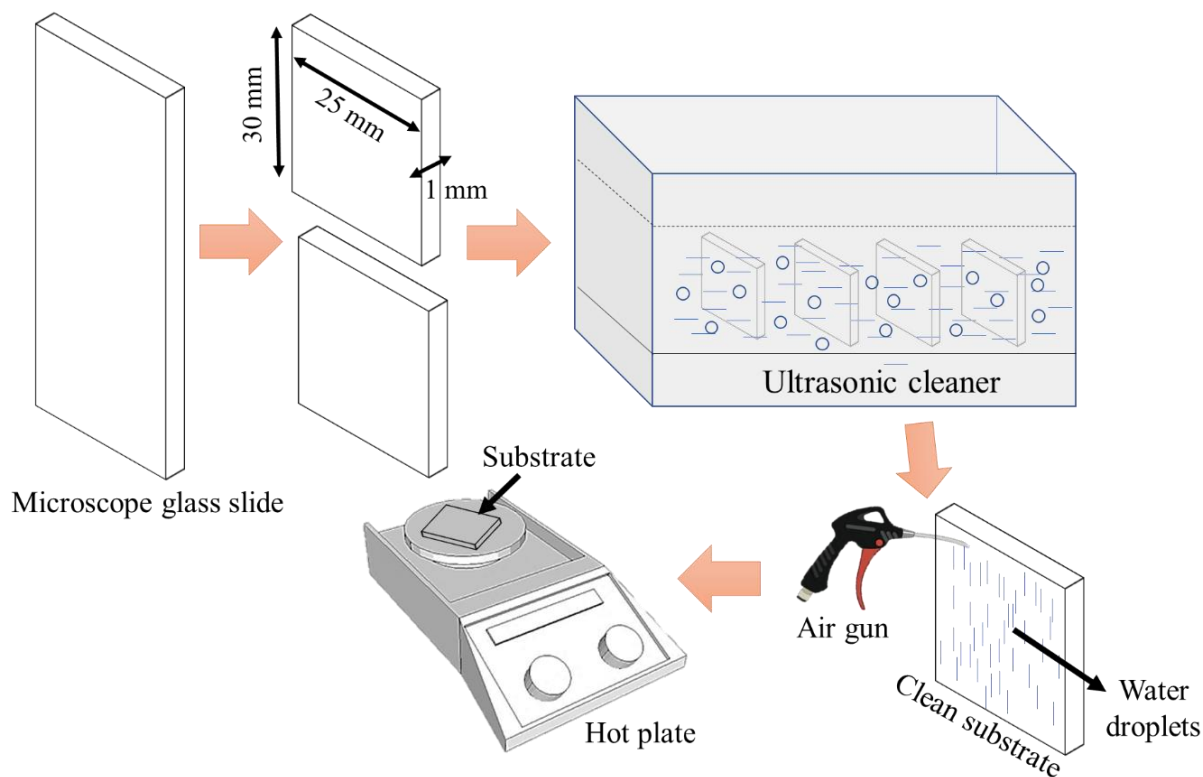 Microscope glass slide
30 mm
25 mm
1 mm
Ultrasonic cleaner
Substrate
Hot plate
Air gun
Clean substrate
Water
droplets